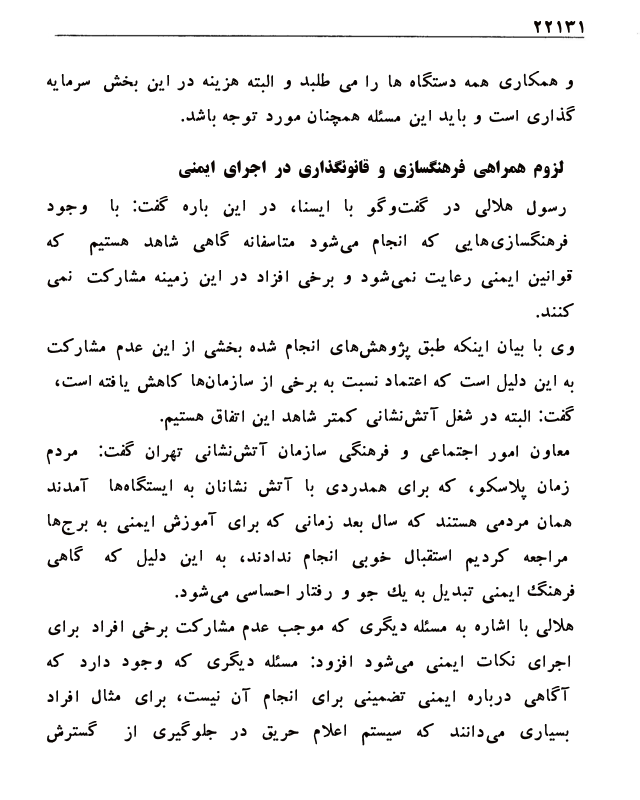 ۲۲۱۳۱
و همکاری همه دستگاه ها را می طلبد و البته هزینه در این بخش سرمایه
گذاری است و باید این مسئله همچنان مورد توجه باشد.
لزوم همراهی فرهنگسازی و قانونگذاری در اجرای ایمنی
رسول هلالی در گفت‌وگو با ایسنا، در این باره گفت: با وجود
فرهنگسازی‌هایی که انجام می‌شود متاسفانه گاهی شاهد هستیم که
قوانین ایمنی رعایت نمی‌شود و برخی افزاد در این زمینه مشارکت نمی
کنند.
وی با بیان اینکه طبق پژوهش‌های انجام شده بخشی از این عدم مشارکت
به این دلیل است که اعتماد نسبت به برخی از سازمان‌ها کاهش یافته است،
گفت: البته در شغل آتش‌نشانی کمتر شاهد این اتفاق هستیم.
معاون امور اجتماعی و فرهنگی سازمان آتش‌نشانی تهران گفت: مردم
زمان پلاسکو، که برای همدردی با آتش نشانان به ایستگاه‌ها آمدند
همان مردمی هستند که سال بعد زمانی که برای آموزش ایمنی به برج‌ها
مراجعه کردیم استقبال خوبی انجام ندادند، به این دلیل که گاهی
فرهنگ ایمنی تبدیل به یك جو و رفتار احساسی می‌شود.
هلالی با اشاره به مسئله دیگری که موجب عدم مشارکت برخی افراد برای
اجرای نکات ایمنی می‌شود افزود: مسئله دیگری که وجود دارد که
آگاهی درباره ایمنی تضمینی برای انجام آن نیست، برای مثال افراد
بسیاری می‌دانند که سیستم اعلام حریق در جلوگیری از گسترش